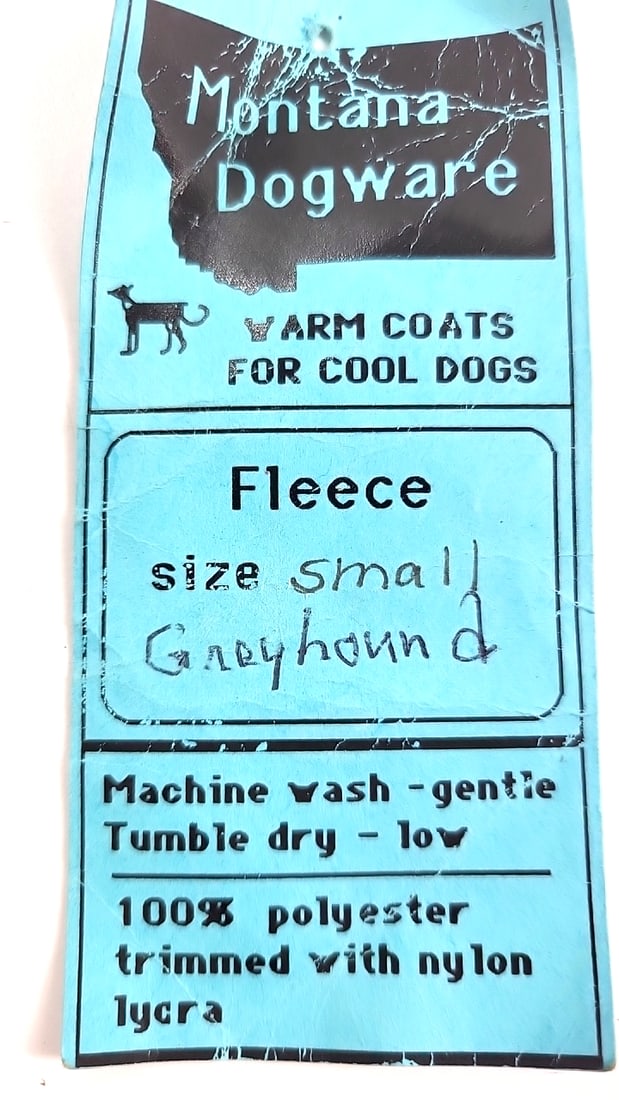 Montana
Dogware
WARM COATS
FOR COOL DOGS
Fleece
size small
Greyhound
Machine wash - gentle
Tumble dry - low
100% polyester
trimmed with nylon
lycra